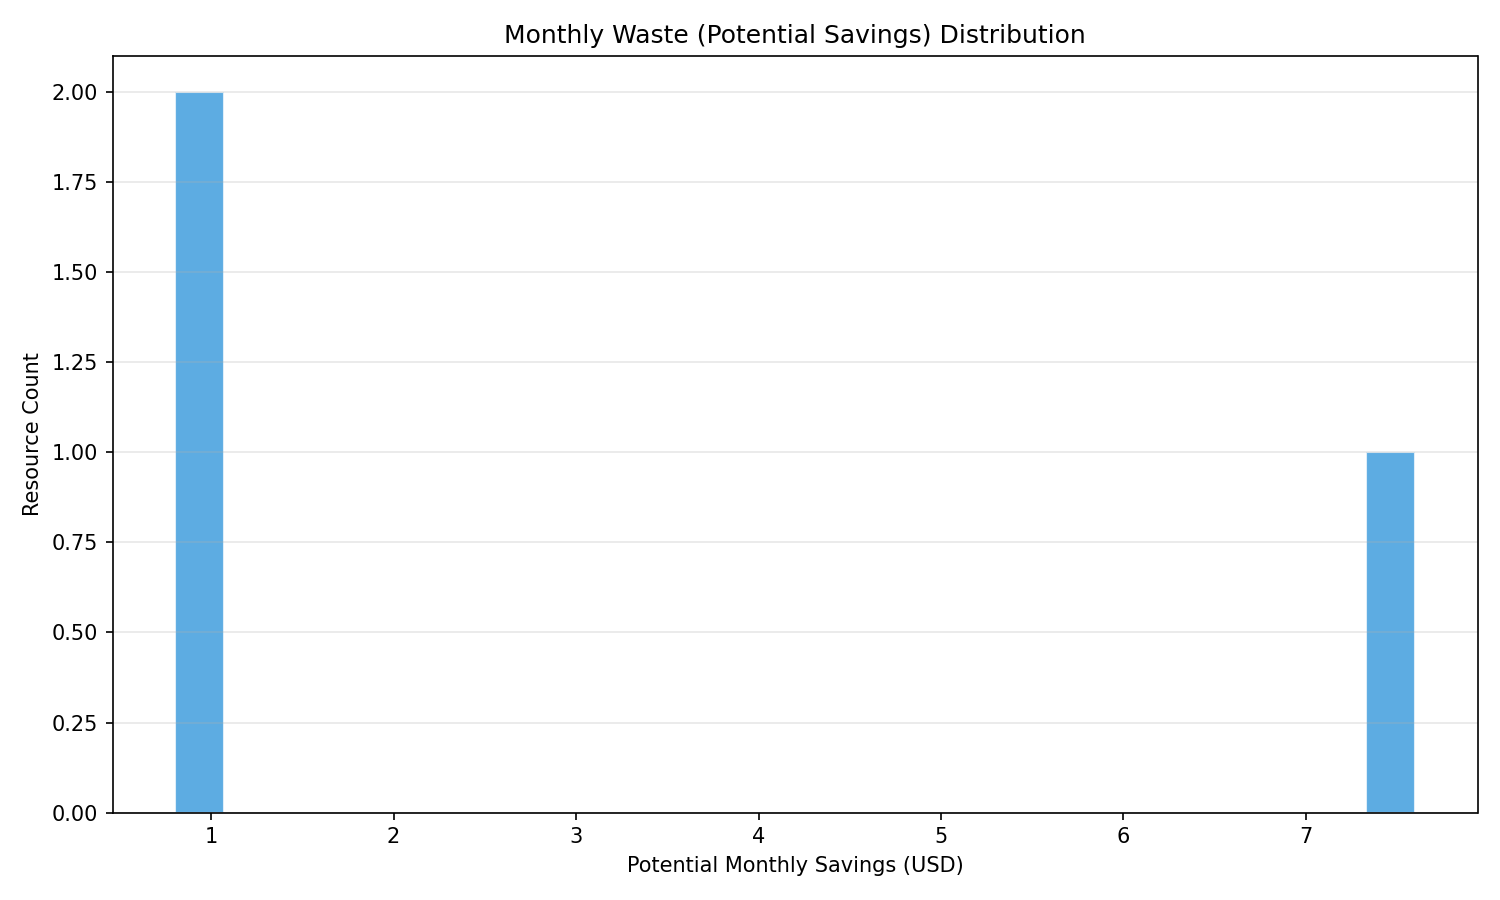 Monthly Waste (Potential Savings) Distribution
2.00
1.75
1.50
1.25
1.00
0.75
0.50
0.25
0.00
Resource Count
1 2 3 4 5 6 7
Potential Monthly Savings (USD)